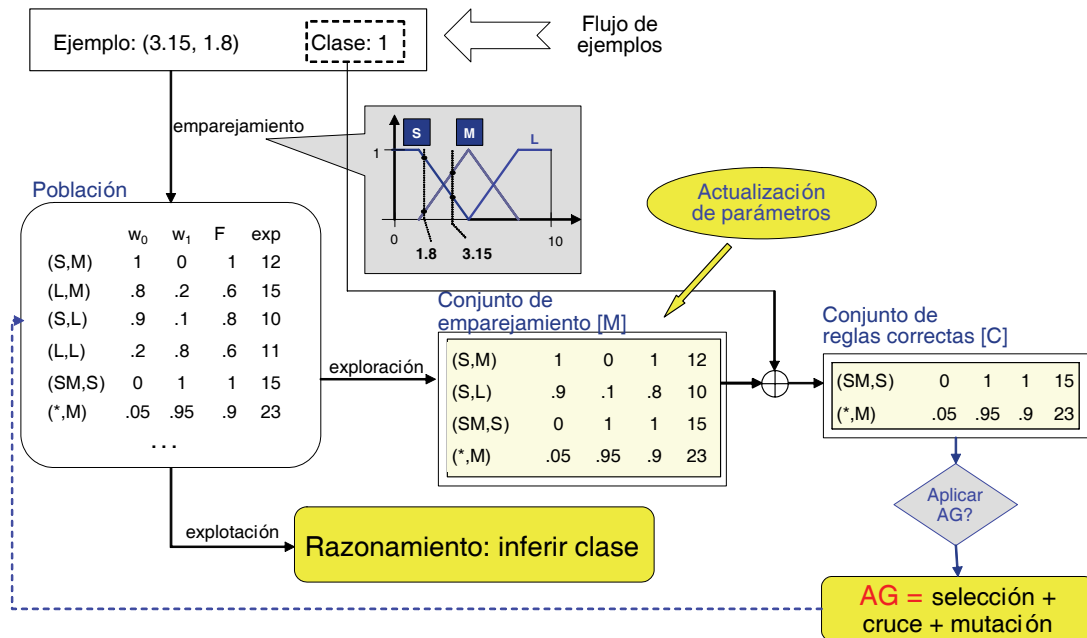 Ejemplo: (3.15, 1.8)
Clase: 1
Flujo de
ejemplos
emparejamiento
S
M
L
1
0
10
1.8
3.15
Actualización
de parámetros
Población
w0 w1 F exp
(S,M) 1 0 1 12
(L,M) .8 .2 .6 15
(S,L) .9 .1 .8 10
(L,L) .2 .8 .6 11
(SM,S) 0 1 1 15
(*,M) .05 .95 .9 23
...
exploración
Conjunto de
emparejamiento [M]
(S,M) 1 0 1 12
(S,L) .9 .1 .8 10
(SM,S) 0 1 1 15
(*,M) .05 .95 .9 23
Conjunto de
reglas correctas [C]
(SM,S) 0 1 1 15
(*,M) .05 .95 .9 23
Aplicar
AG?
explotación
Razonamiento: inferir clase
AG = selección +
cruce + mutación